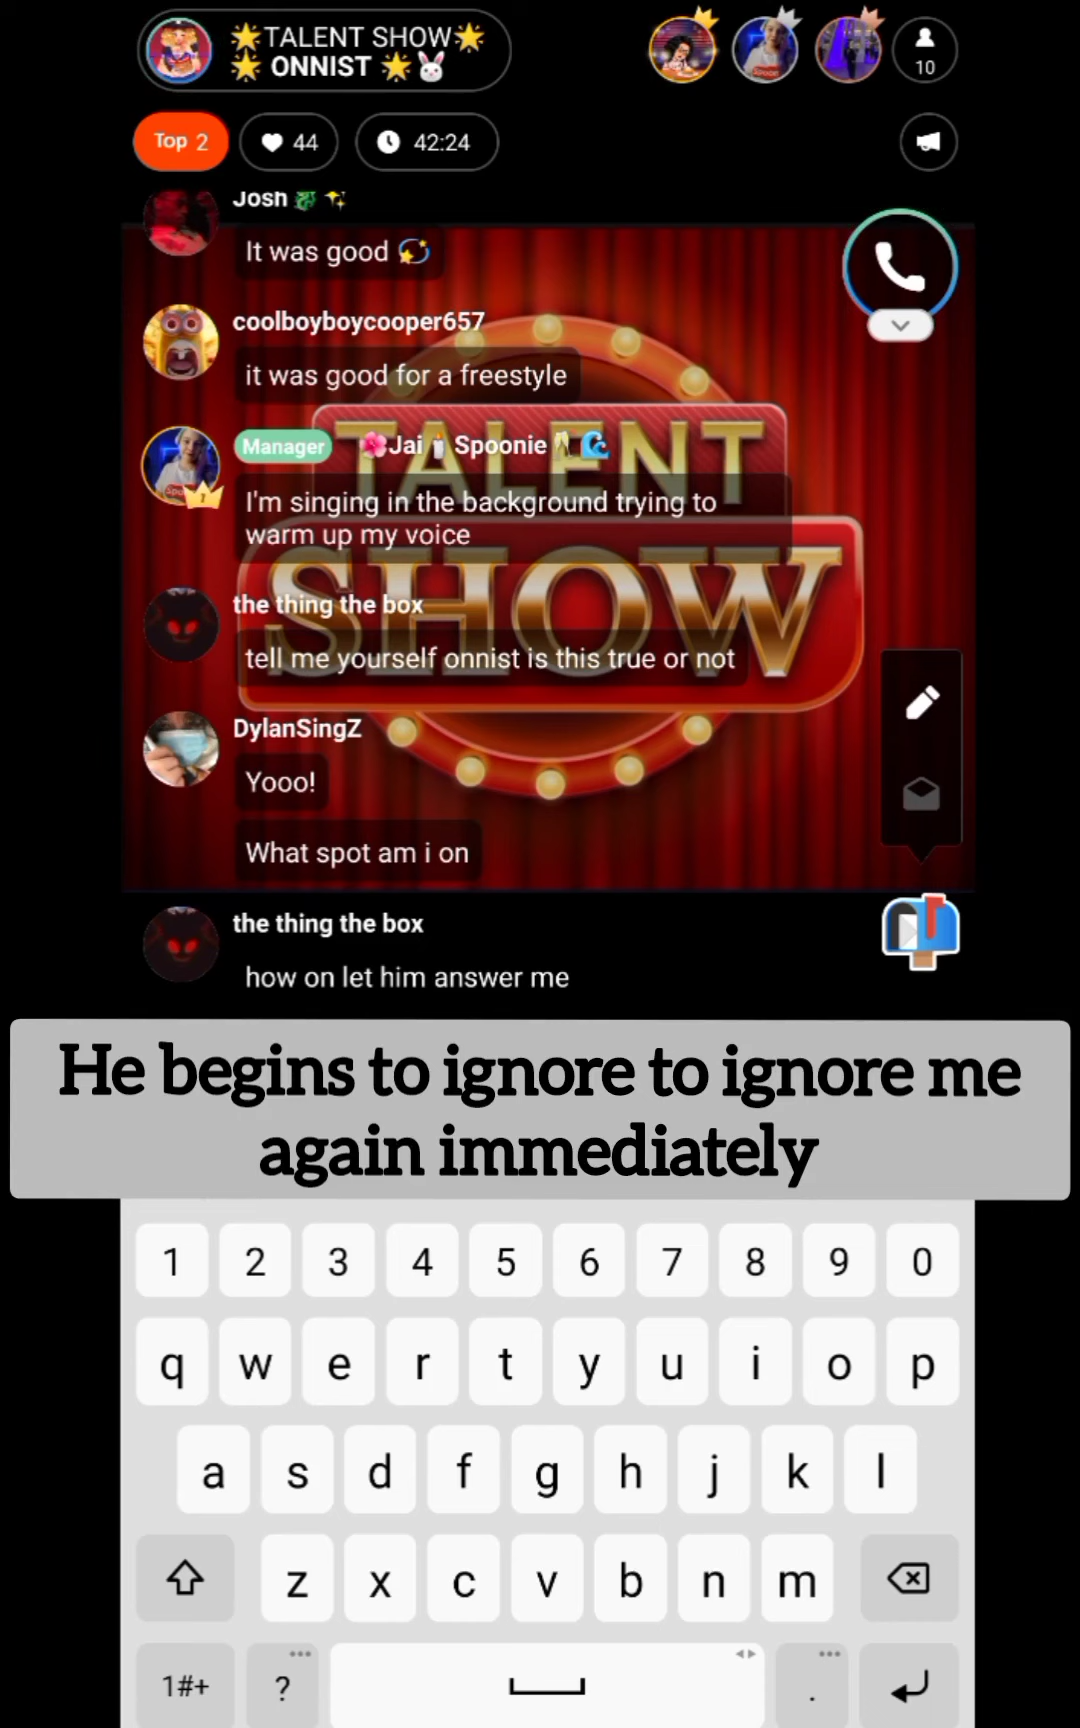 🌟TALENT SHOW🌟
🌟 ONNIST 🌟🐰
10
Top 2
44
42:24
Josh 🐉 ✨
It was good 💫
coolboyboycooper657
it was good for a freestyle
Manager 🌺Jai🕯Spoonie🥂🌊
I'm singing in the background trying to
warm up my voice
TALENT
SHOW
the thing the box
tell me yourself onnist is this true or not
DylanSingZ
Yooo!
What spot am i on
the thing the box
how on let him answer me
He begins to ignore to ignore me
again immediately
1 2 3 4 5 6 7 8 9 0
q w e r t y u i o p
a s d f g h j k l
z x c v b n m
1#+ ? .